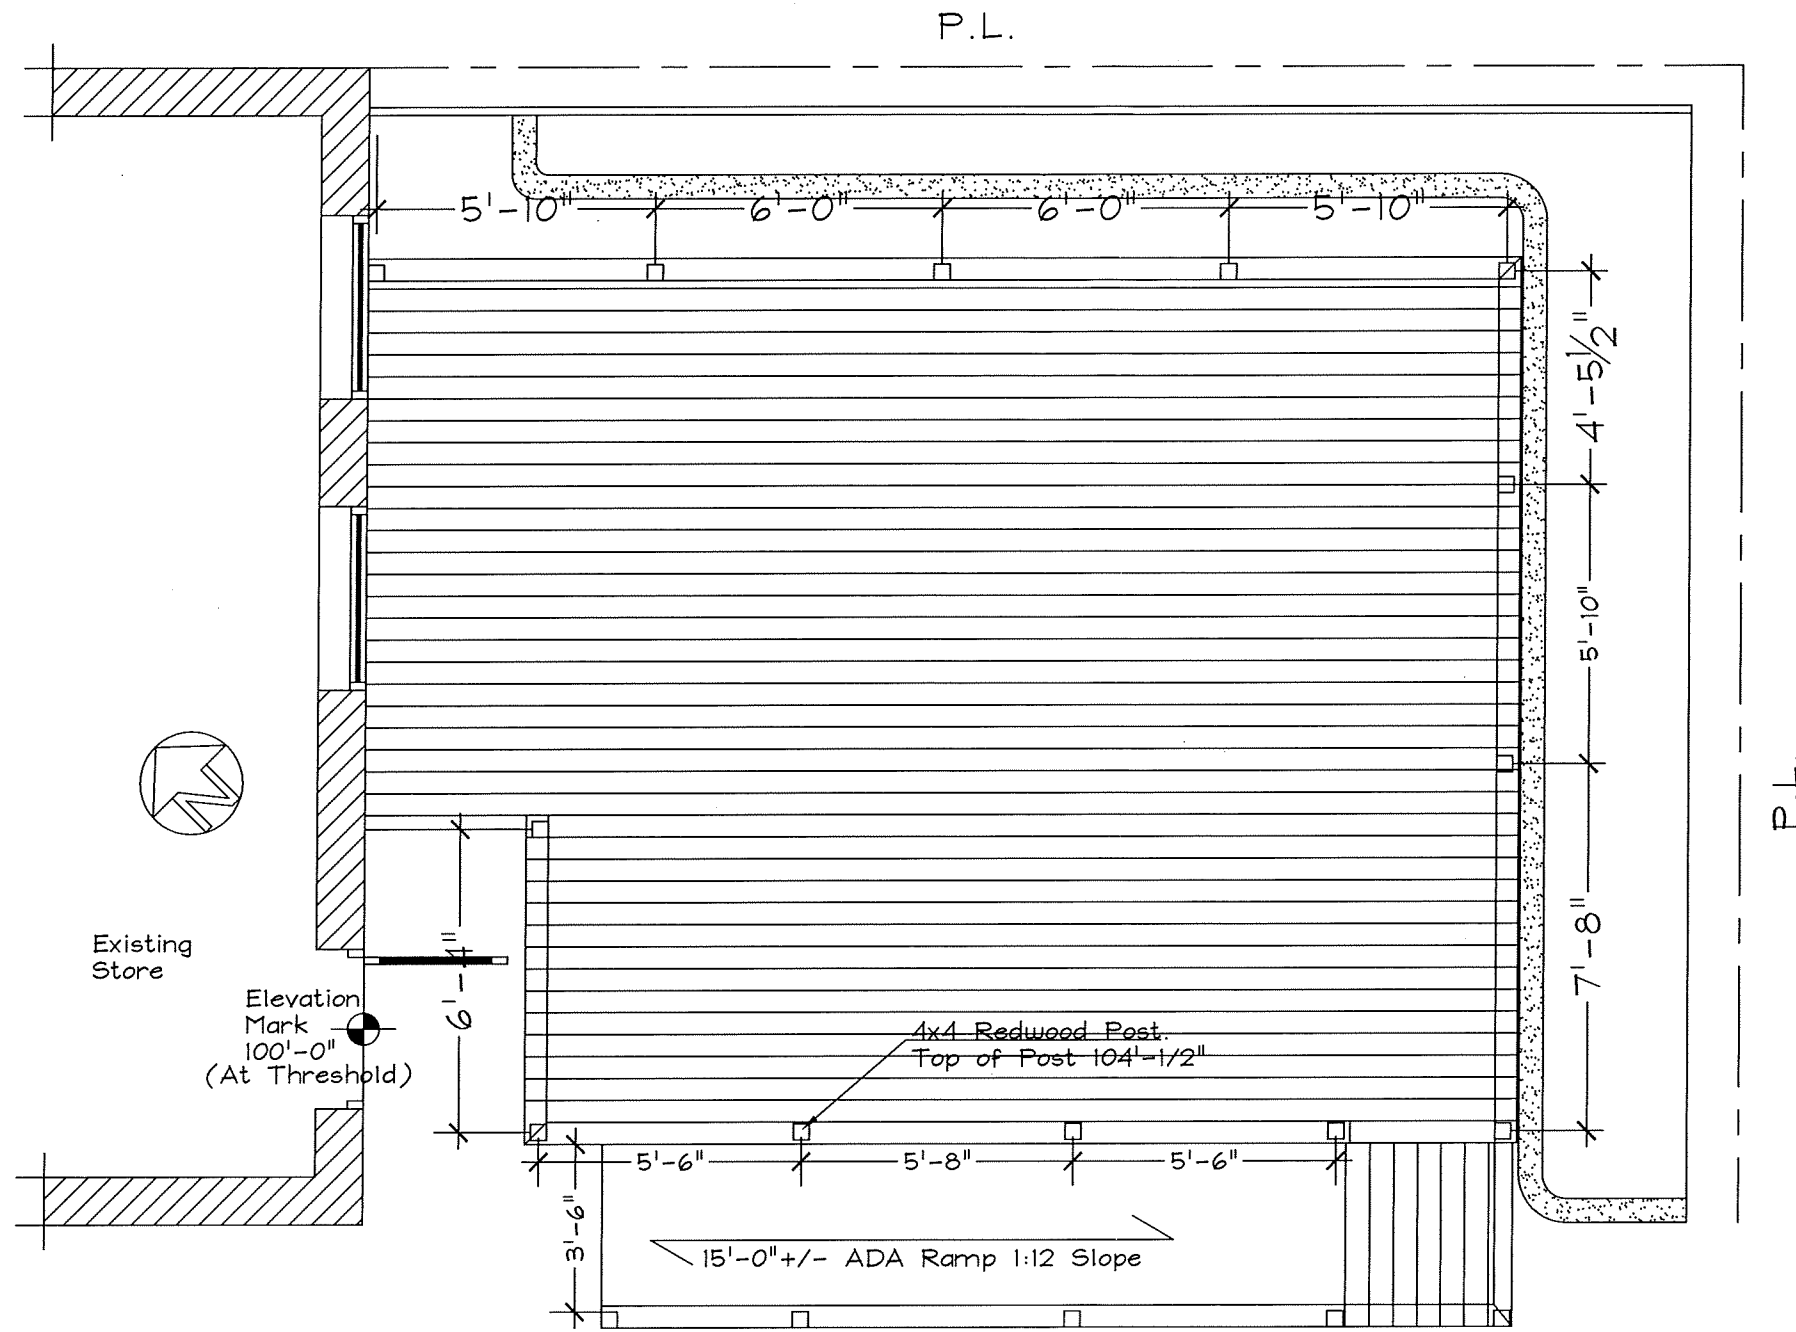 P.L.
5'-10"
6'-0"
6'-0"
5'-10"
4'-5½"
5'-10"
P.L.
7'-8"
6'-4"
Existing
Store
Elevation
Mark
100'-0"
(At Threshold)
4x4 Redwood Post.
Top of Post 104'-1/2"
5'-6"
5'-8"
5'-6"
3'-6"
15'-0"+/- ADA Ramp 1:12 Slope
N